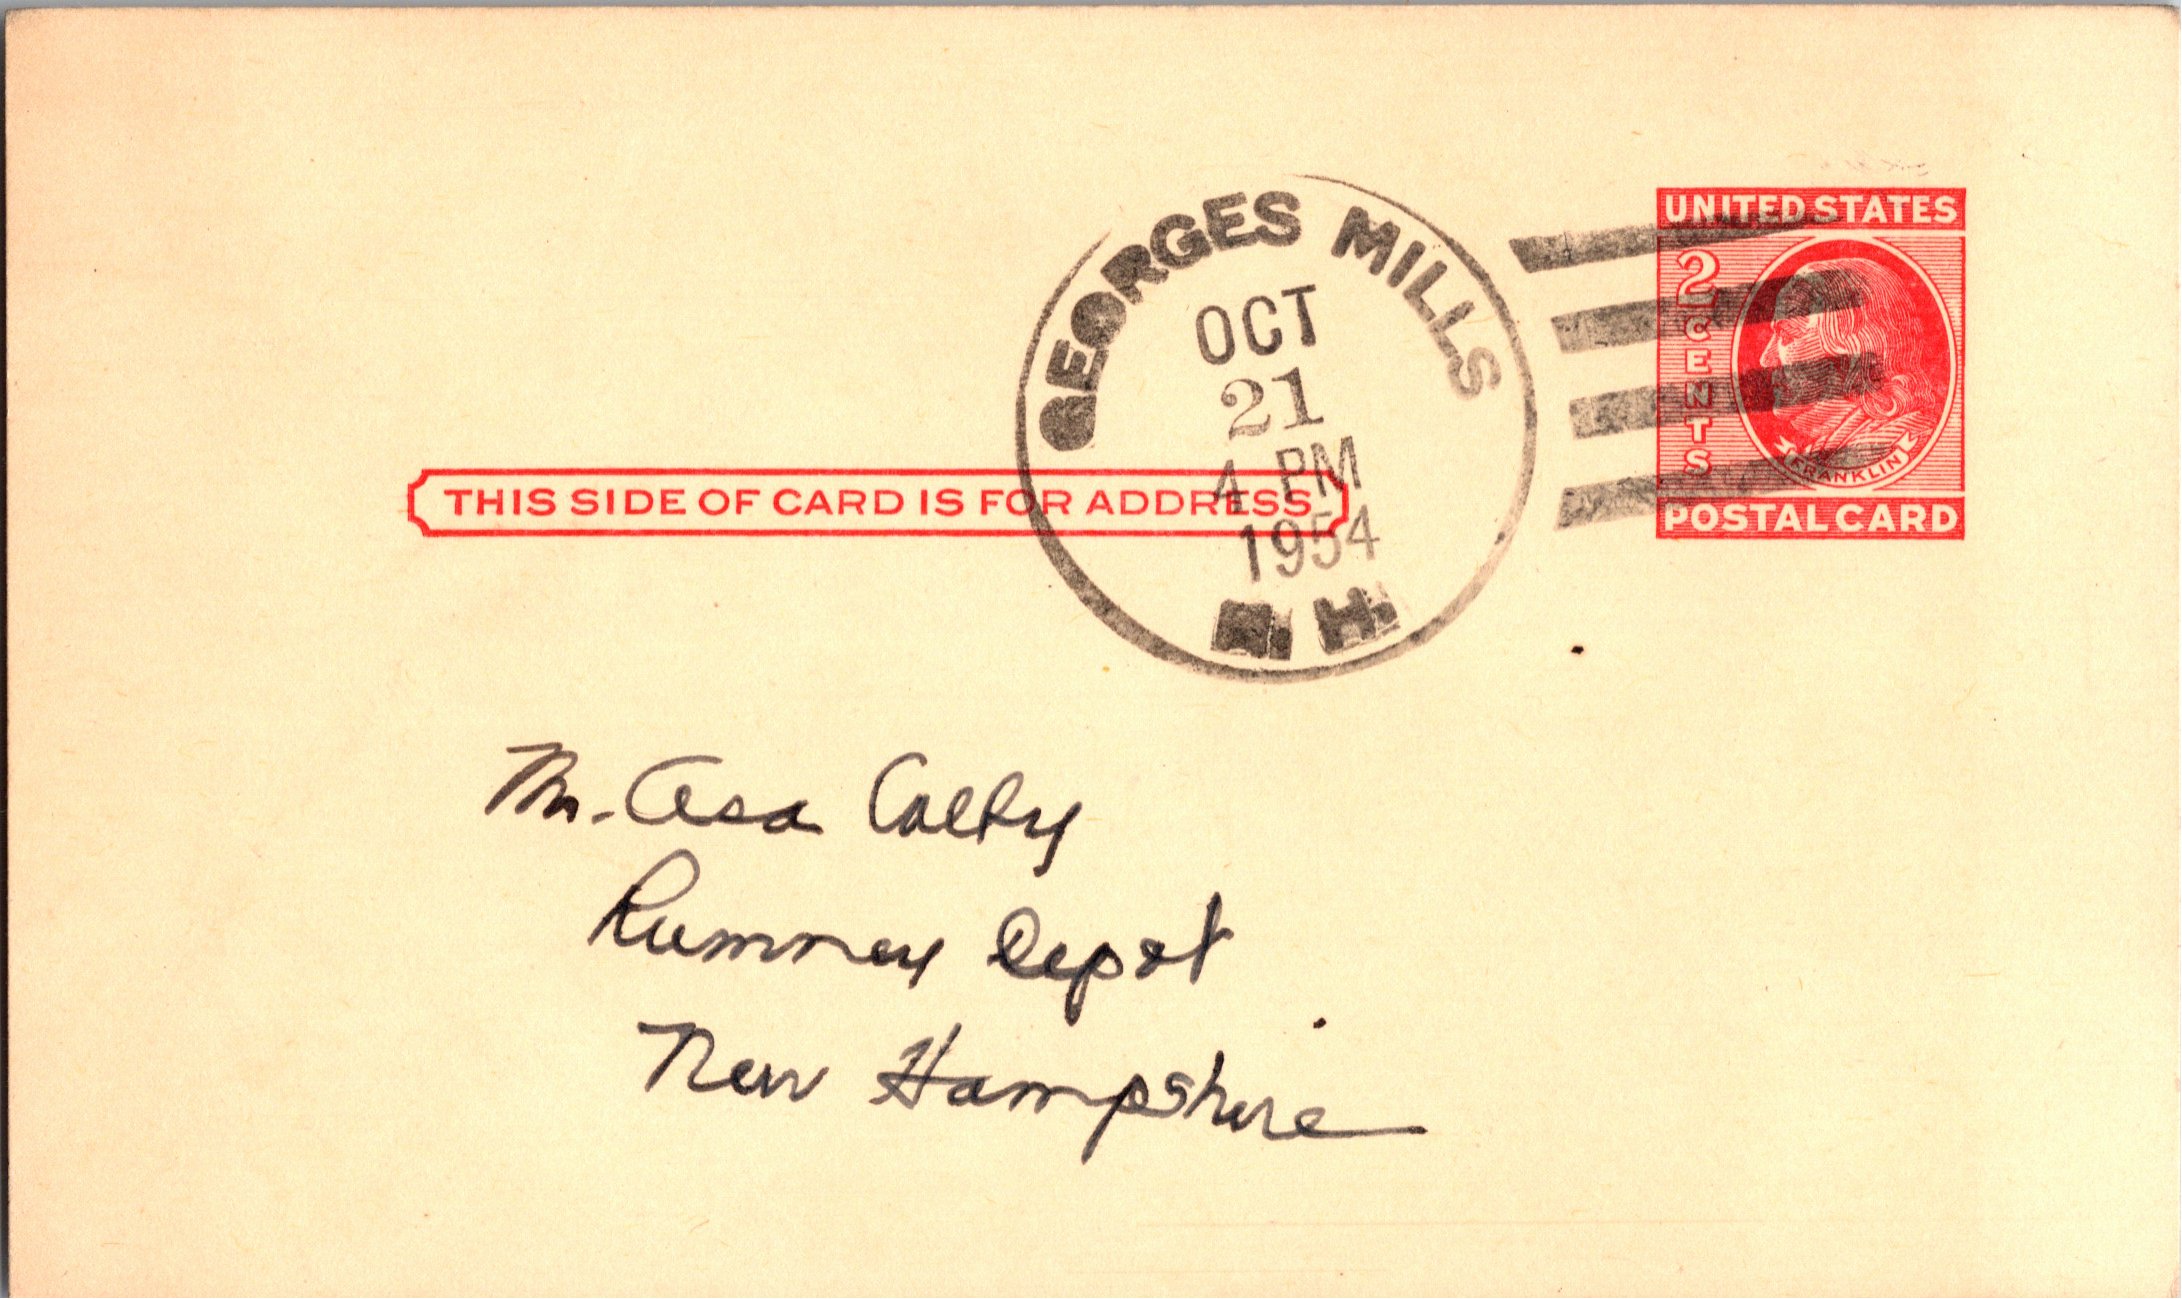 GEORGES MILLS
OCT
21
4 PM
1954
N. H.
UNITED STATES
2 CENTS
FRANKLIN
POSTAL CARD
THIS SIDE OF CARD IS FOR ADDRESS
Mr. Asa Colby
Rumney Depot
New Hampshire